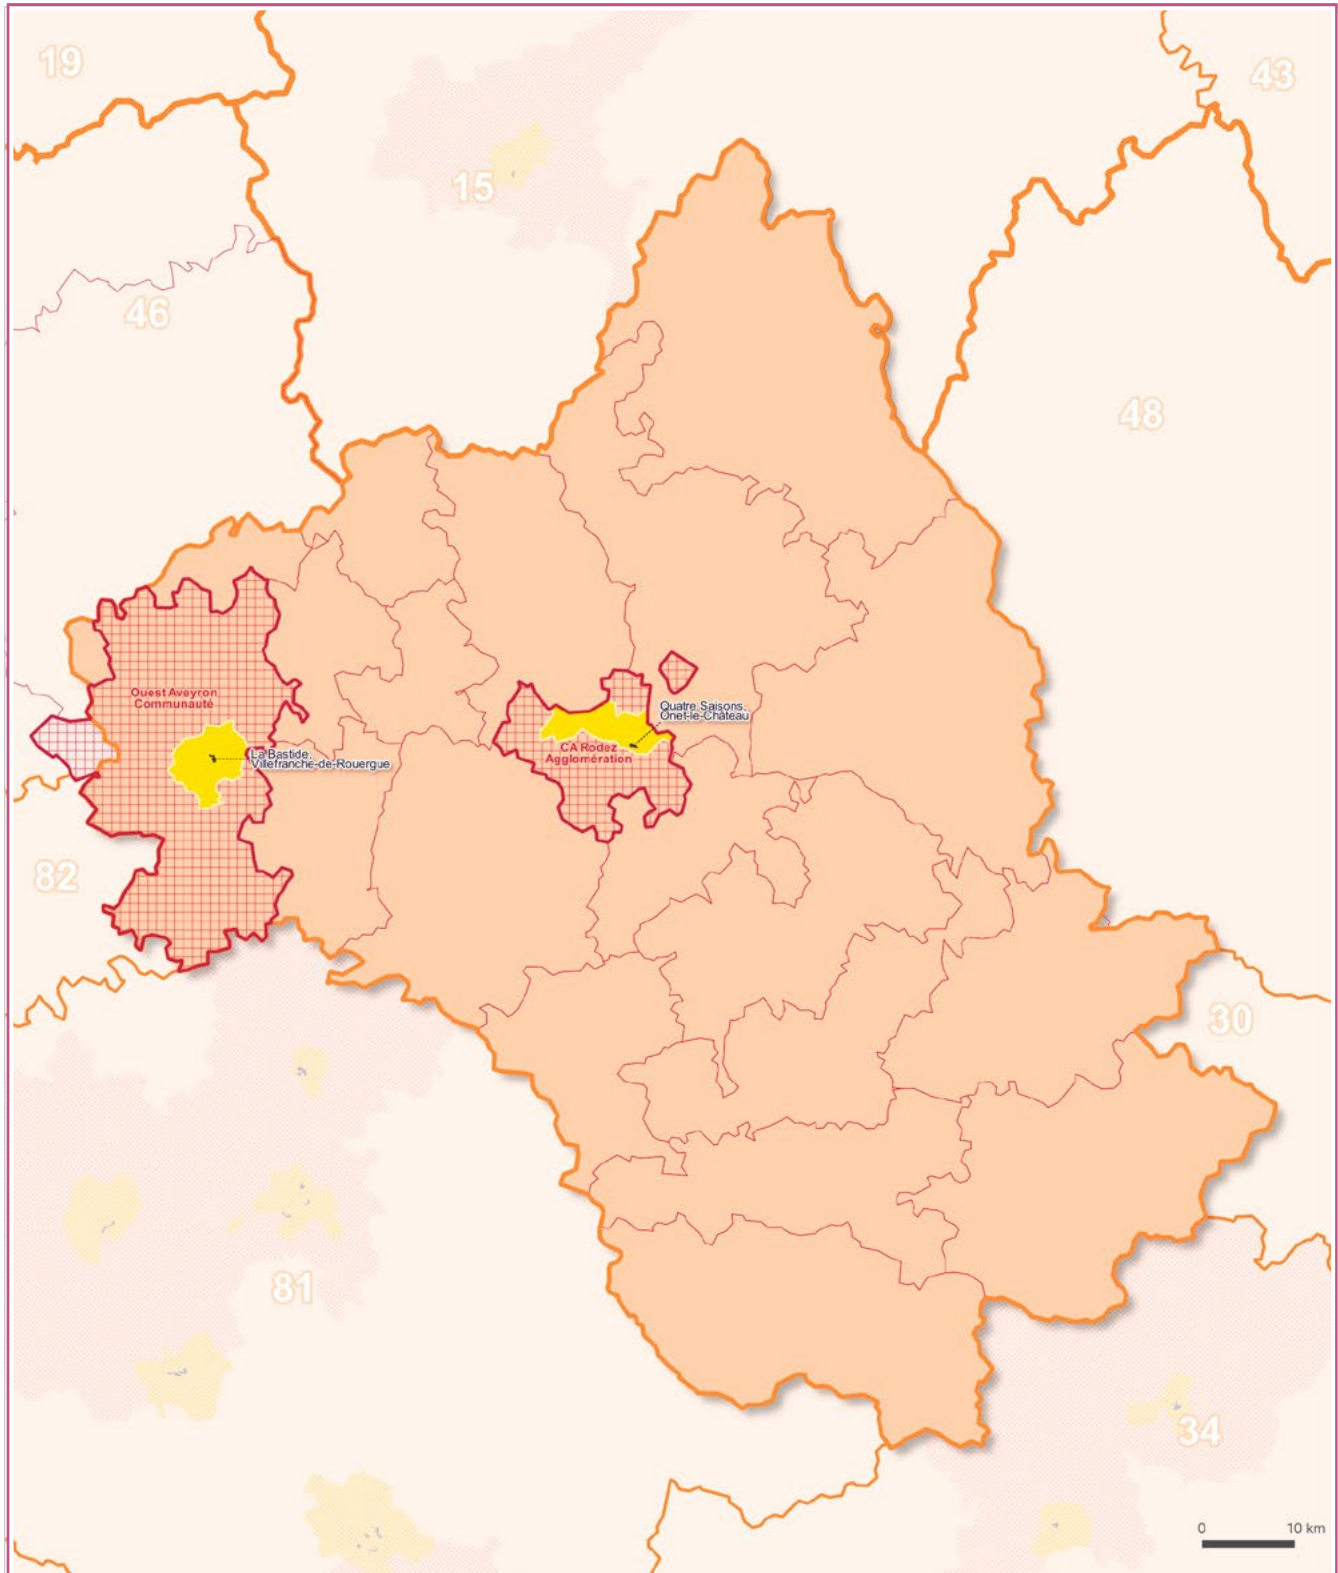 19
43
15
46
48
Ouest Aveyron
Communauté
Quatre Saisons,
Onet-le-Château
La Bastide,
Villefranche-de-Rouergue
CA Rodez
Agglomération
82
30
81
34
0 10 km